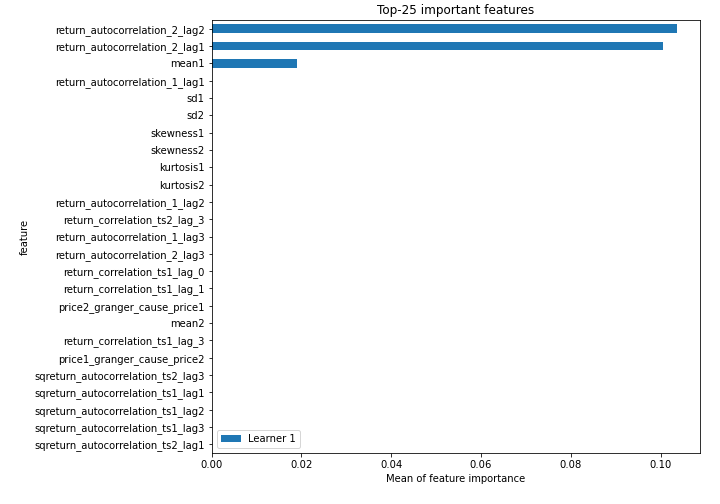 Top-25 important features
return_autocorrelation_2_lag2
return_autocorrelation_2_lag1
mean1
return_autocorrelation_1_lag1
sd1
sd2
skewness1
skewness2
kurtosis1
kurtosis2
return_autocorrelation_1_lag2
return_correlation_ts2_lag_3
return_autocorrelation_1_lag3
return_autocorrelation_2_lag3
return_correlation_ts1_lag_0
return_correlation_ts1_lag_1
price2_granger_cause_price1
mean2
return_correlation_ts1_lag_3
price1_granger_cause_price2
sqreturn_autocorrelation_ts2_lag3
sqreturn_autocorrelation_ts1_lag1
sqreturn_autocorrelation_ts1_lag2
sqreturn_autocorrelation_ts1_lag3
sqreturn_autocorrelation_ts2_lag1
feature
Learner 1
0.00 0.02 0.04 0.06 0.08 0.10
Mean of feature importance